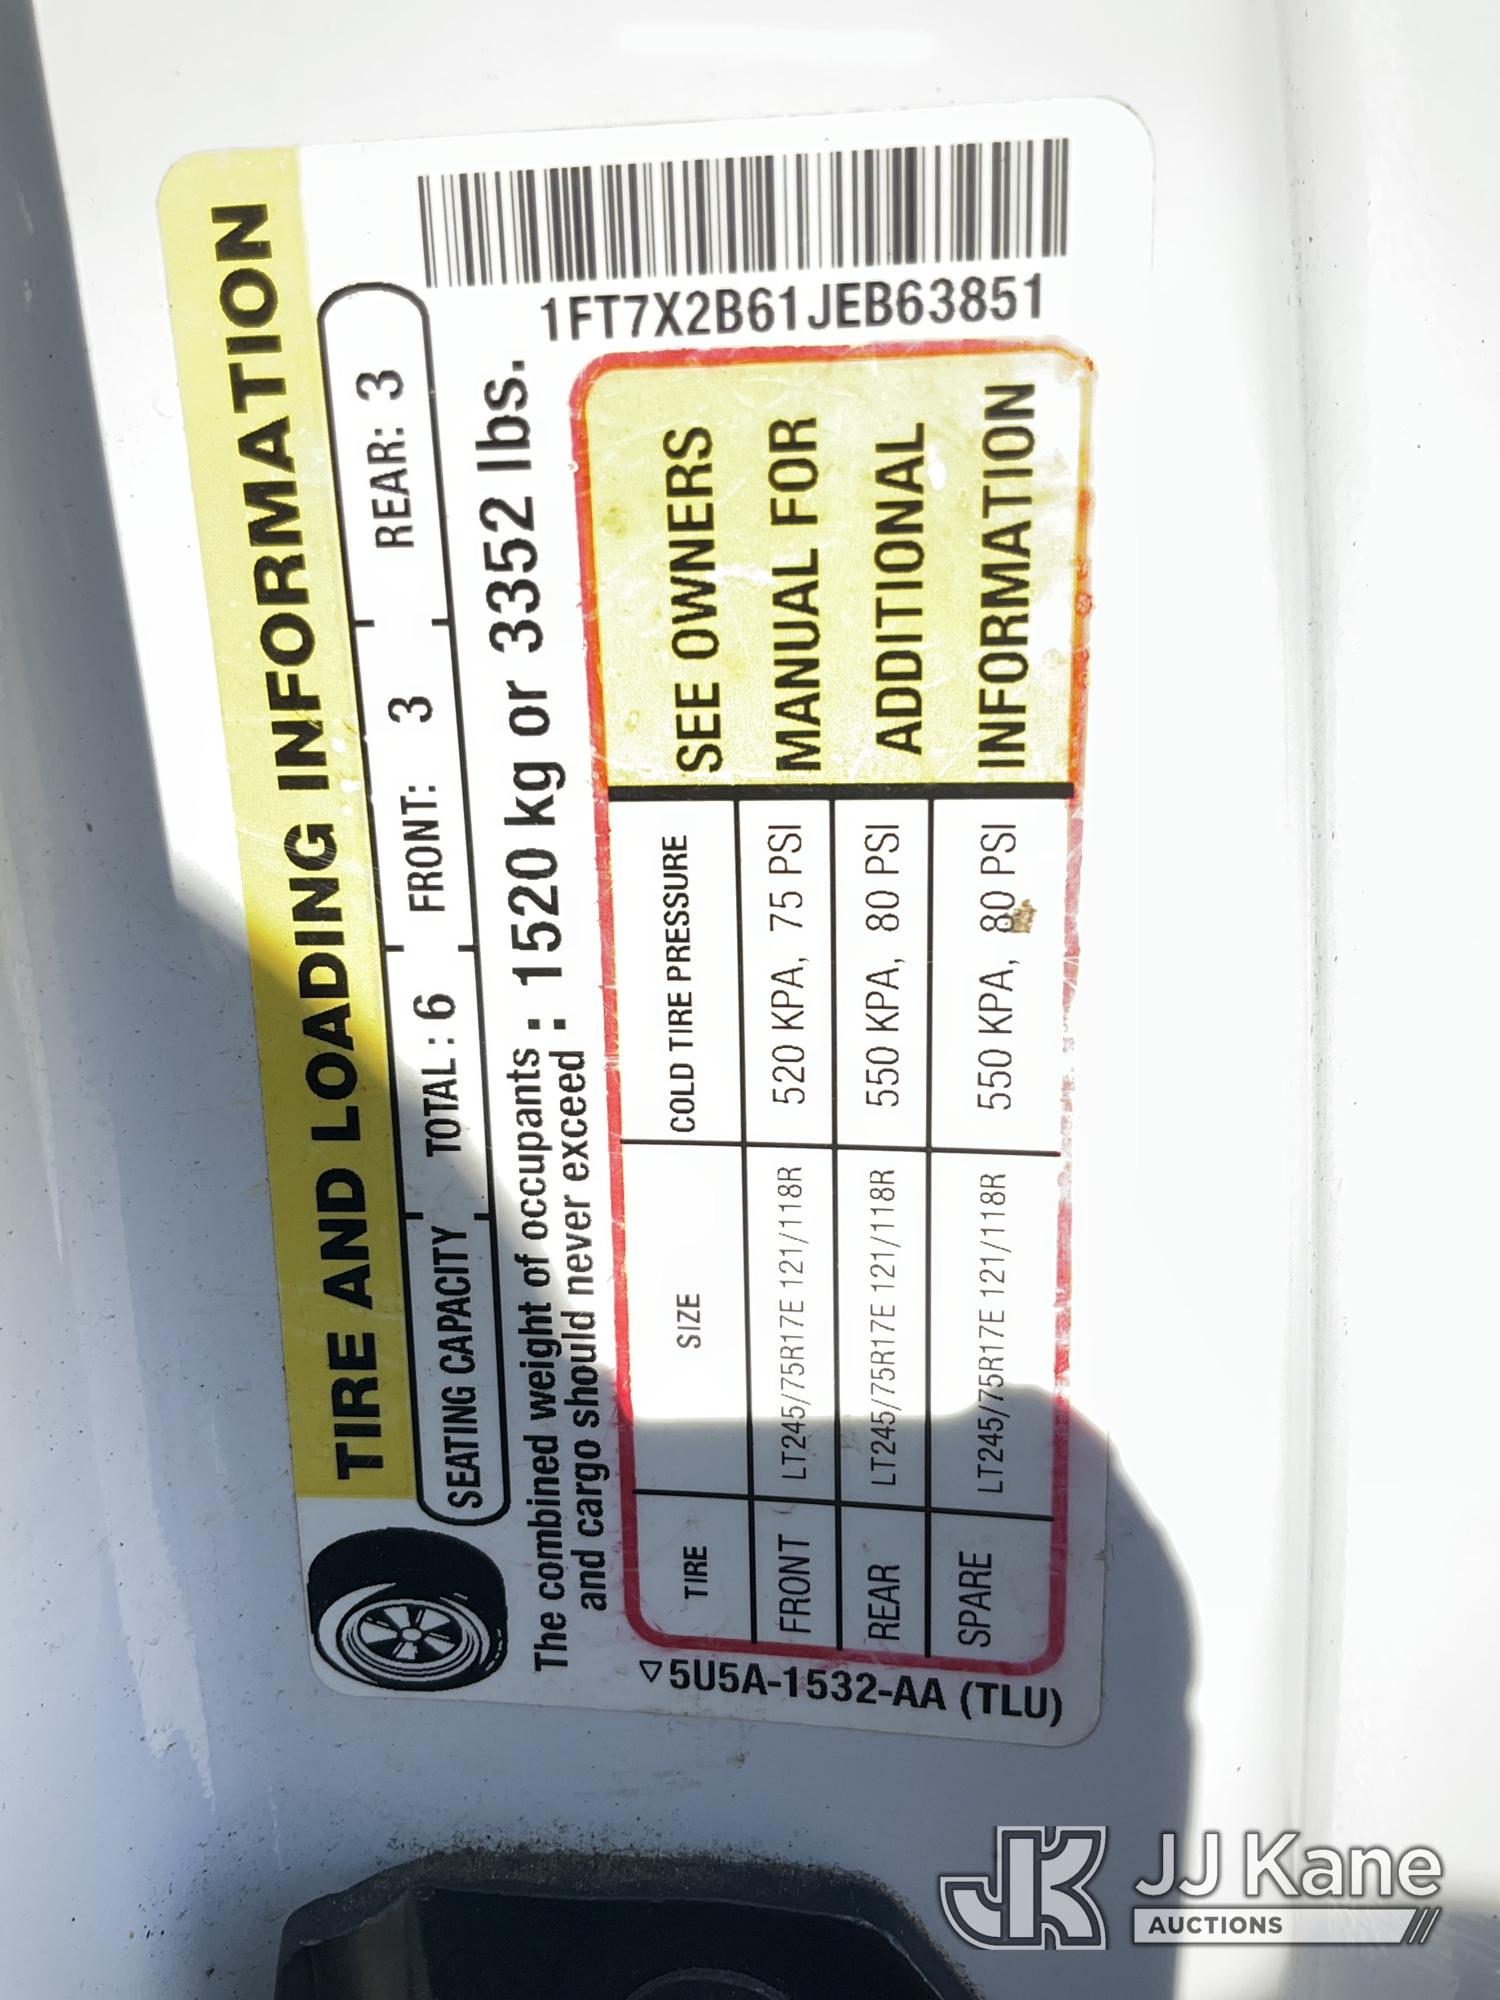 TIRE AND LOADING INFORMATION
SEATING CAPACITY TOTAL : 6 FRONT: 3 REAR: 3
The combined weight of occupants : 1520 kg or 3352 lbs.
and cargo should never exceed :
1FT7X2B61JEB63851
TIRE SIZE COLD TIRE PRESSURE
FRONT LT245/75R17E 121/118R 520 KPA, 75 PSI
REAR LT245/75R17E 121/118R 550 KPA, 80 PSI
SPARE LT245/75R17E 121/118R 550 KPA, 80 PSI
SEE OWNERS
MANUAL FOR
ADDITIONAL
INFORMATION
5U5A-1532-AA (TLU)
JK JJ Kane
AUCTIONS